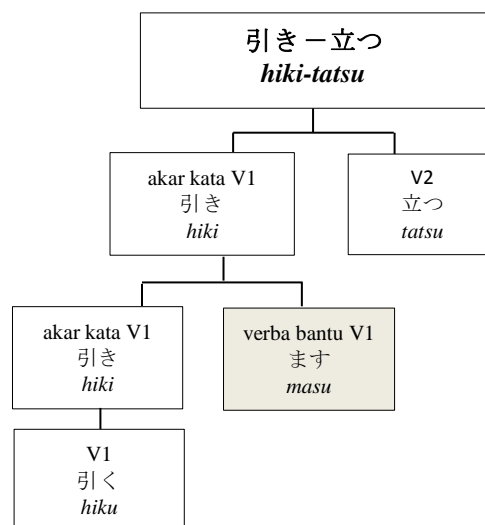 引き－立つ
hiki-tatsu
akar kata V1
引き
hiki
V2
立つ
tatsu
akar kata V1
引き
hiki
verba bantu V1
ます
masu
V1
引く
hiku